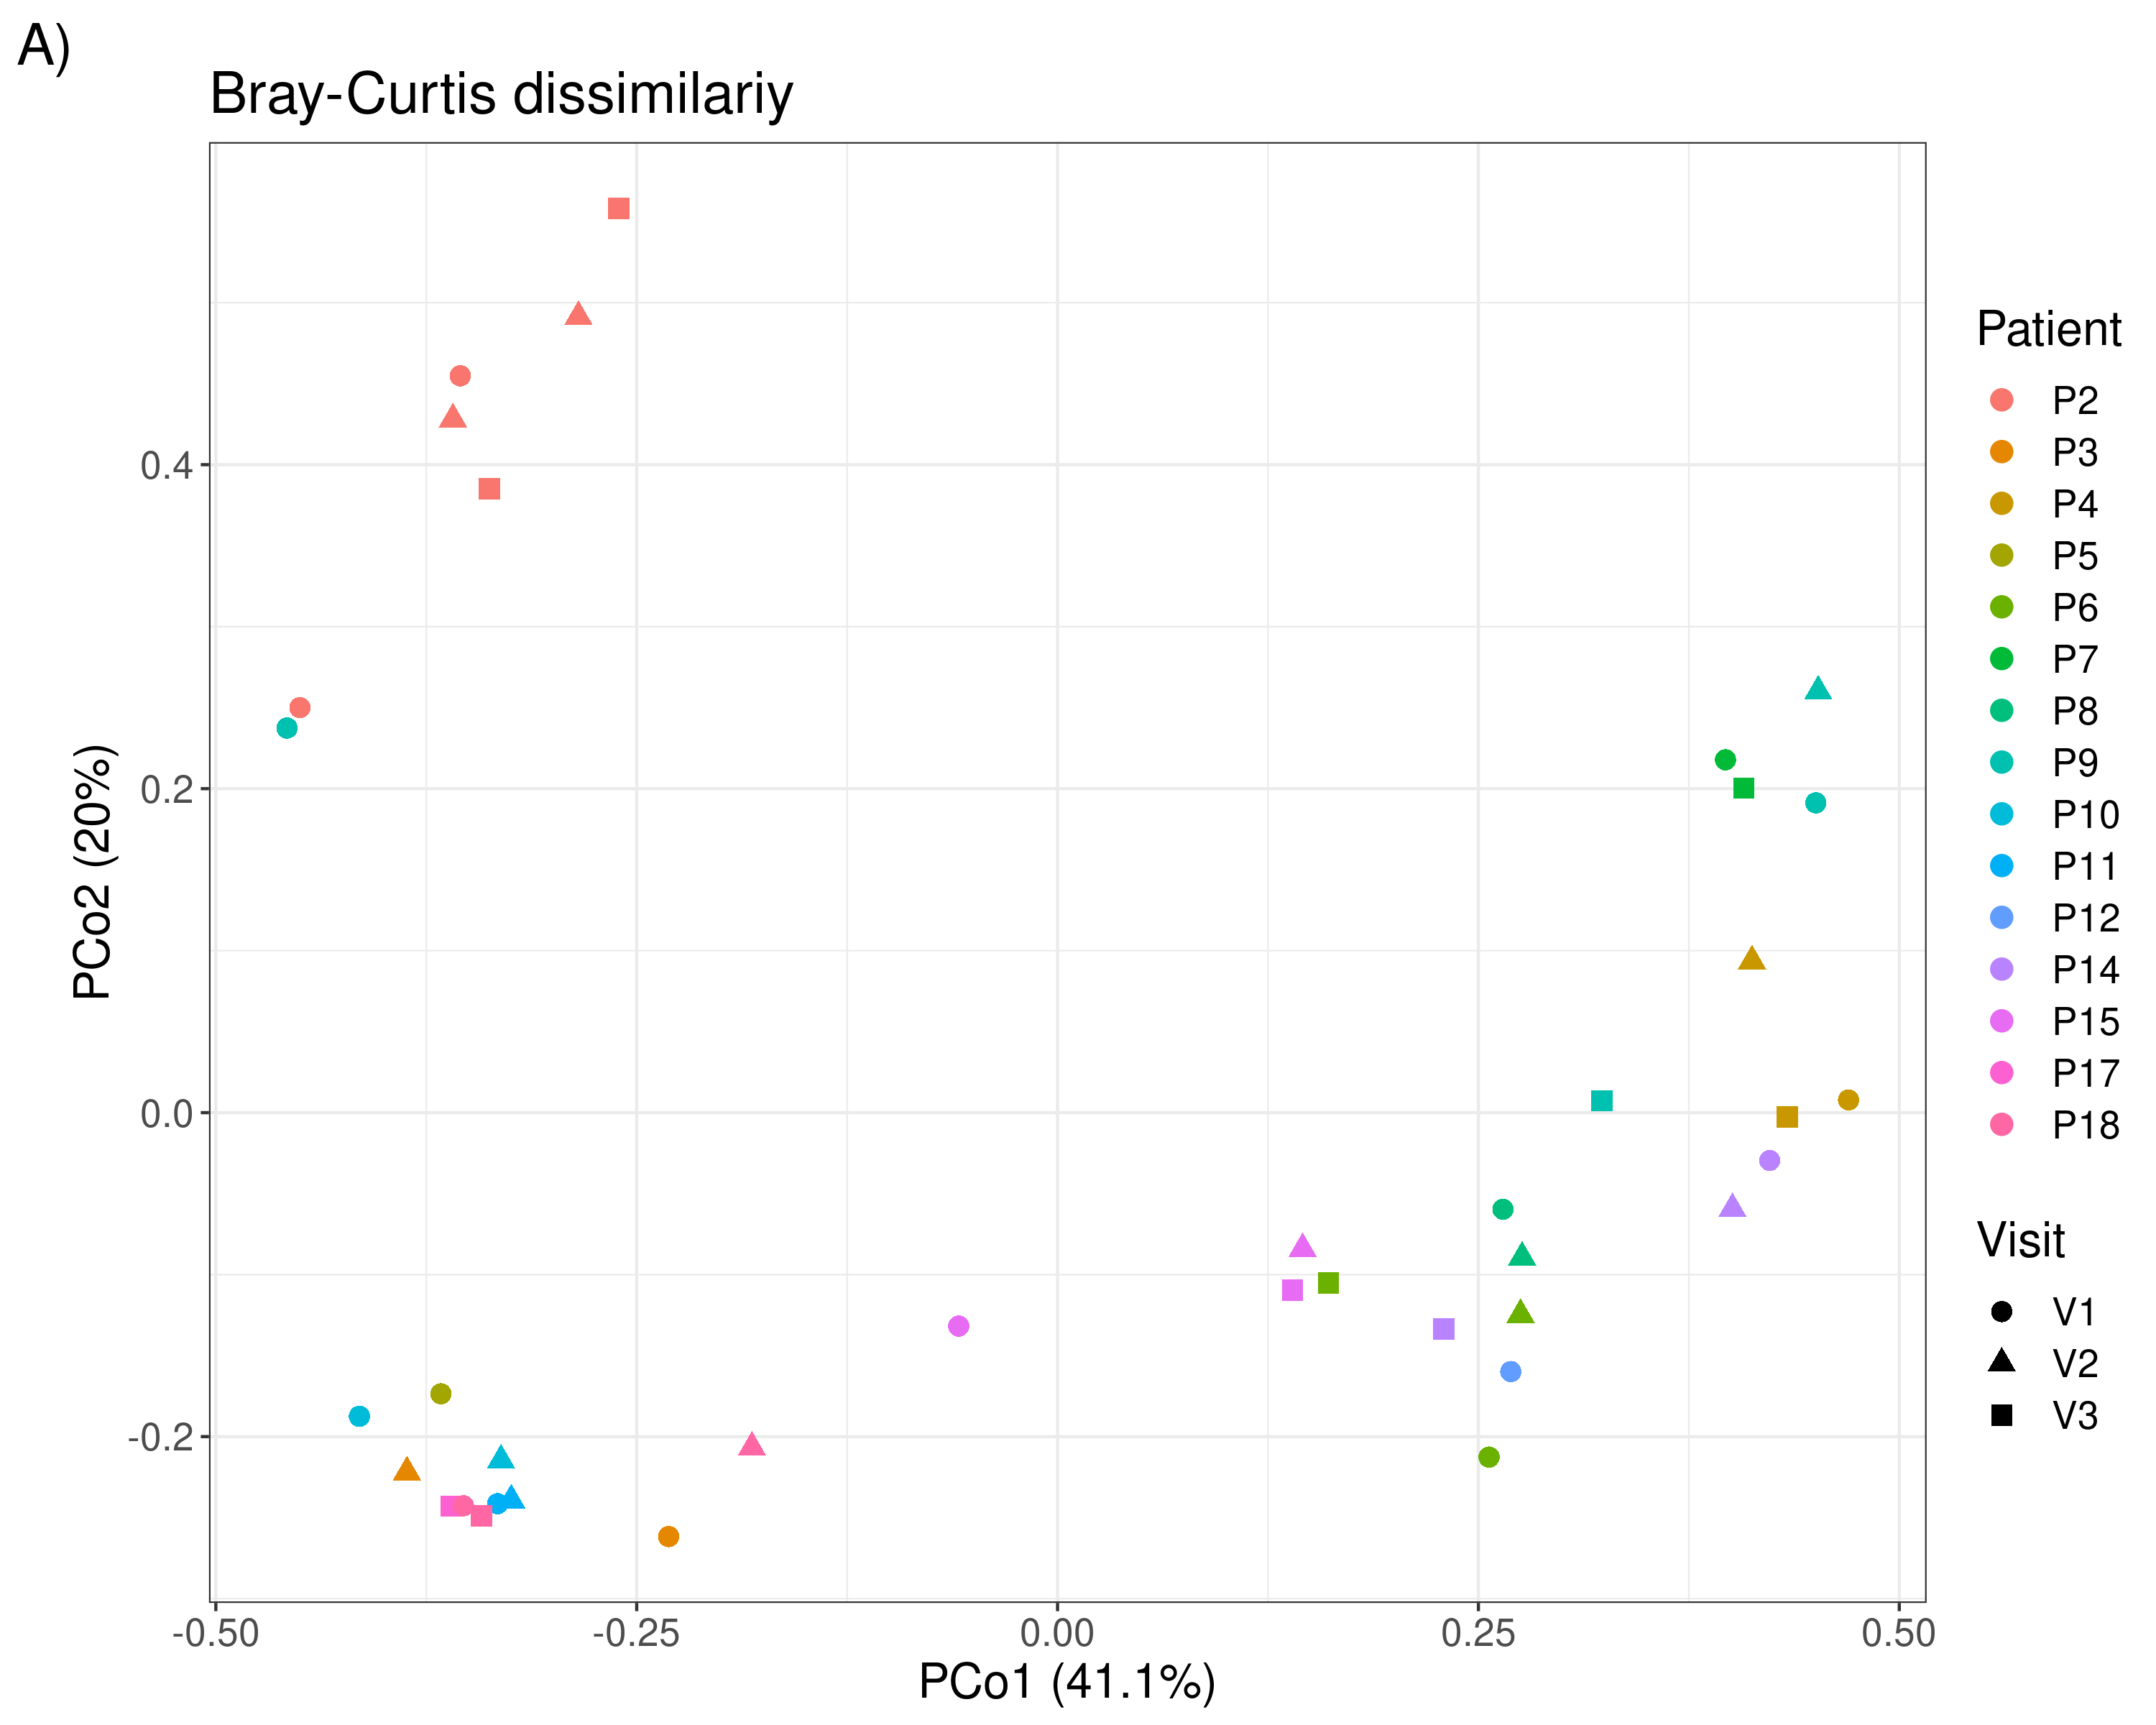 A)
Bray-Curtis dissimilariy
PCo2 (20%)
0.4
0.2
0.0
-0.2
-0.50
-0.25
0.00
0.25
0.50
PCo1 (41.1%)
Patient
P2
P3
P4
P5
P6
P7
P8
P9
P10
P11
P12
P14
P15
P17
P18
Visit
V1
V2
V3